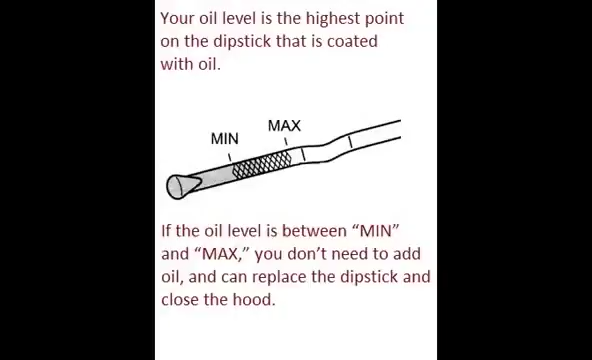 Your oil level is the highest point
on the dipstick that is coated
with oil.
MAX
MIN
If the oil level is between “MIN”
and “MAX,” you don’t need to add
oil, and can replace the dipstick and
close the hood.